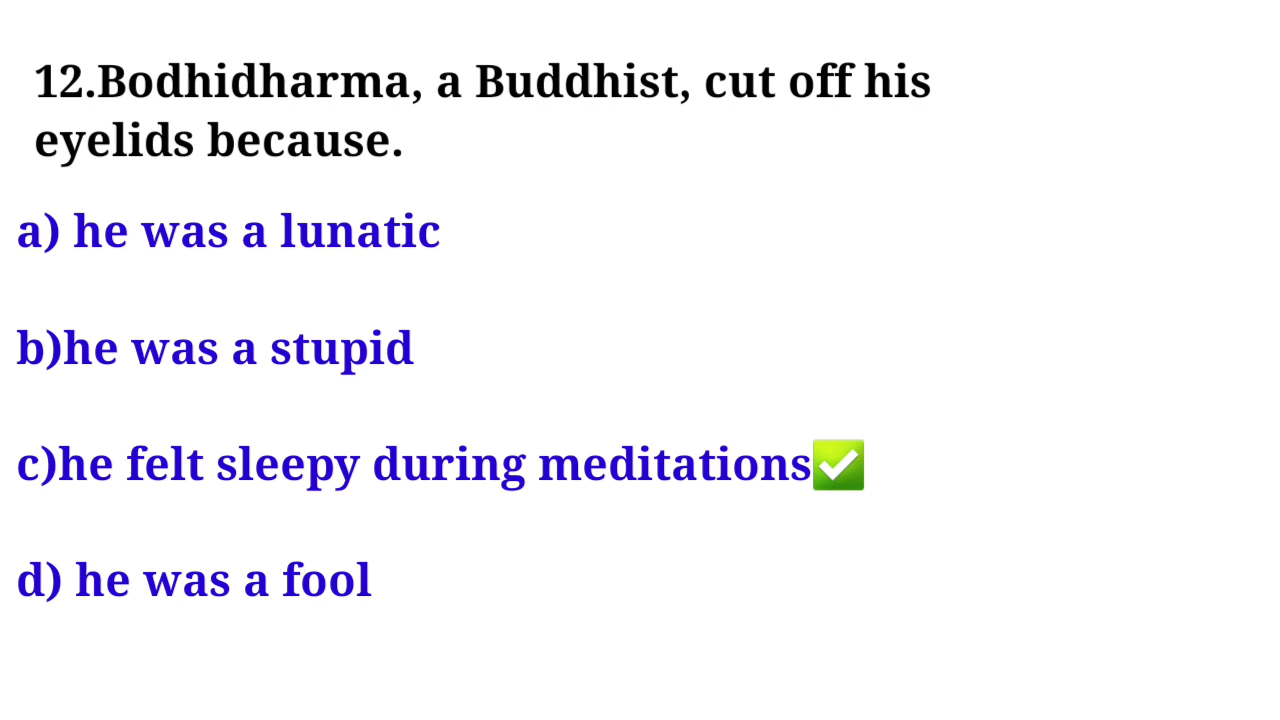 12.Bodhidharma, a Buddhist, cut off his
eyelids because.
a) he was a lunatic
b)he was a stupid
c)he felt sleepy during meditations✅
d) he was a fool